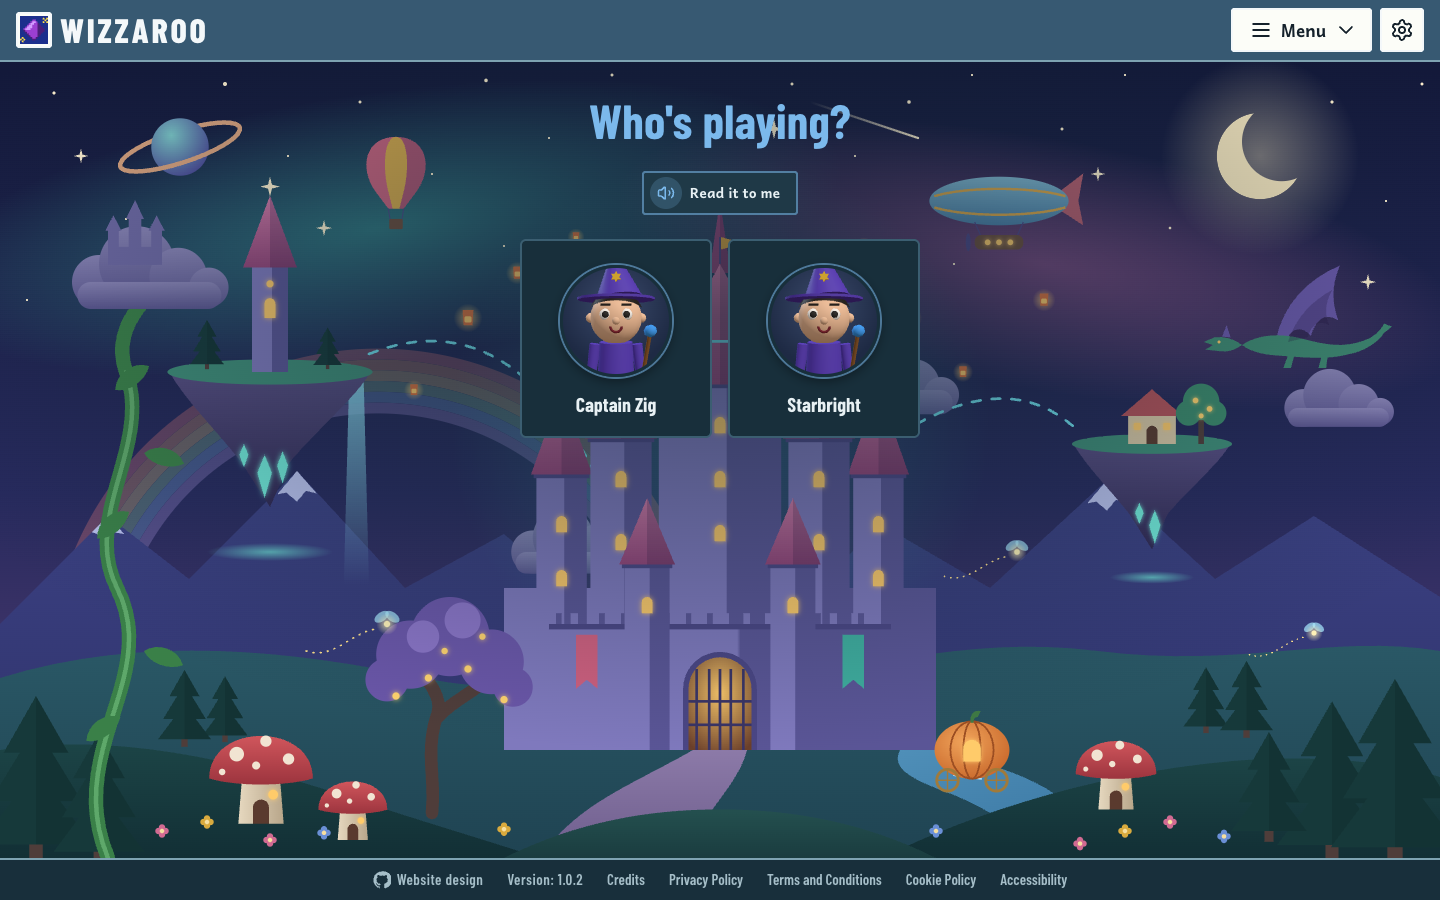 WIZZAROO
Menu
Who's playing?
Read it to me
Captain Zig
Starbright
Website design
Version: 1.0.2
Credits
Privacy Policy
Terms and Conditions
Cookie Policy
Accessibility